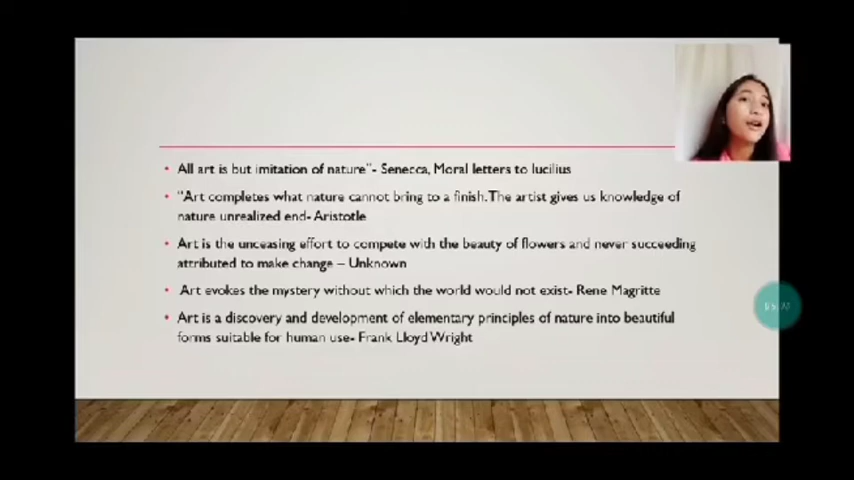 All art is but imitation of nature"- Senecca, Moral letters to lucilius
"Art completes what nature cannot bring to a finish. The artist gives us knowledge of
nature unrealized end- Aristotle
Art is the unceasing effort to compete with the beauty of flowers and never succeeding
attributed to make change – Unknown
Art evokes the mystery without which the world would not exist- Rene Magritte
Art is a discovery and development of elementary principles of nature into beautiful
forms suitable for human use- Frank Lloyd Wright